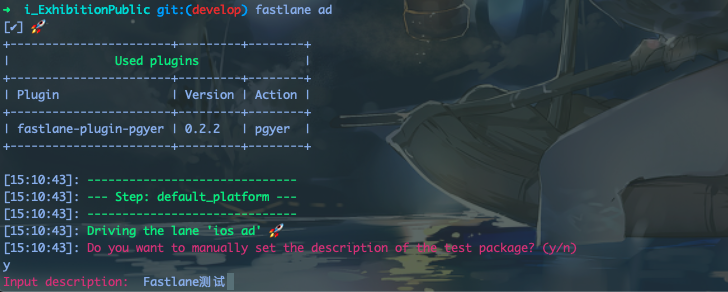 ➜  i_ExhibitionPublic git:(develop) fastlane ad
[✔] 🚀
+-----------------------+---------+--------+
|               Used plugins               |
+-----------------------+---------+--------+
| Plugin                | Version | Action |
+-----------------------+---------+--------+
| fastlane-plugin-pgyer | 0.2.2   | pgyer  |
+-----------------------+---------+--------+
[15:10:43]: ------------------------------
[15:10:43]: --- Step: default_platform ---
[15:10:43]: ------------------------------
[15:10:43]: Driving the lane 'ios ad' 🚀
[15:10:43]: Do you want to manually set the description of the test package? (y/n)
y
Input description:  Fastlane测试